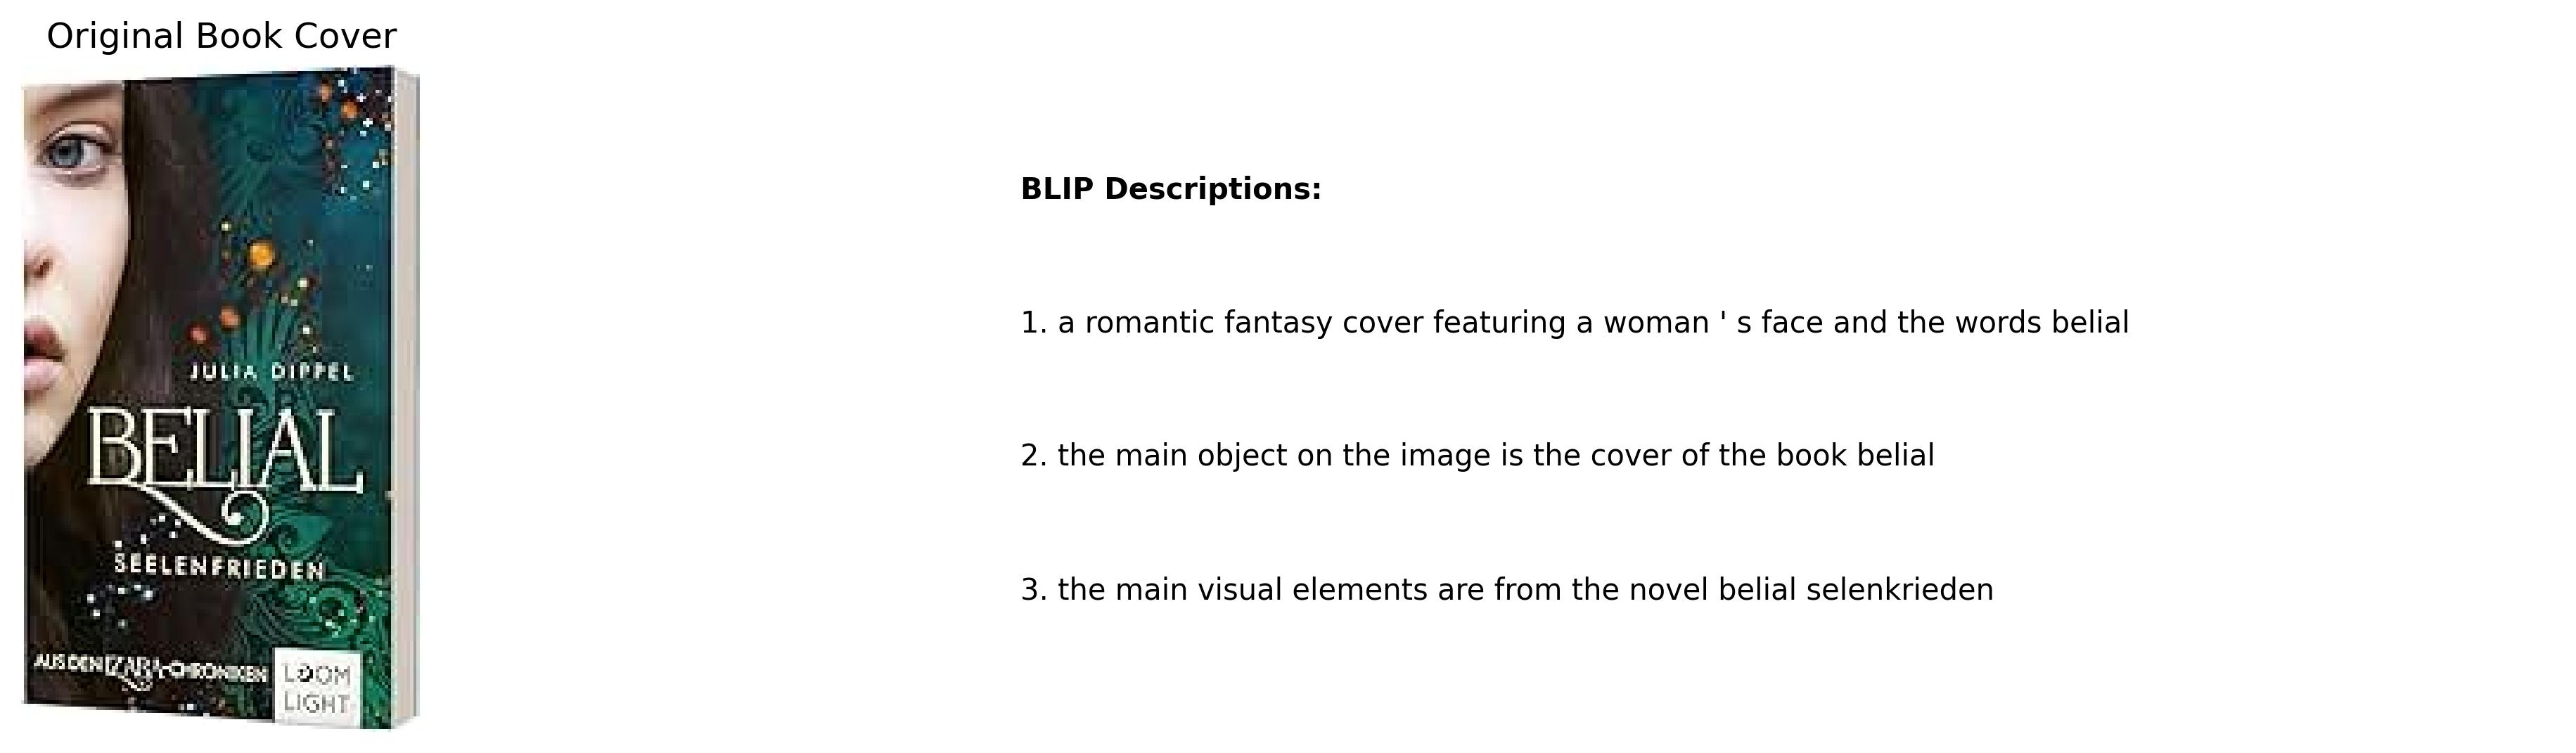 Original Book Cover
JULIA DIPPEL
BELIAL
SEELENFRIEDEN
AUS DEN IZARA-CHRONIKEN
LOOM
LIGHT
BLIP Descriptions:
1. a romantic fantasy cover featuring a woman ' s face and the words belial
2. the main object on the image is the cover of the book belial
3. the main visual elements are from the novel belial selenkrieden